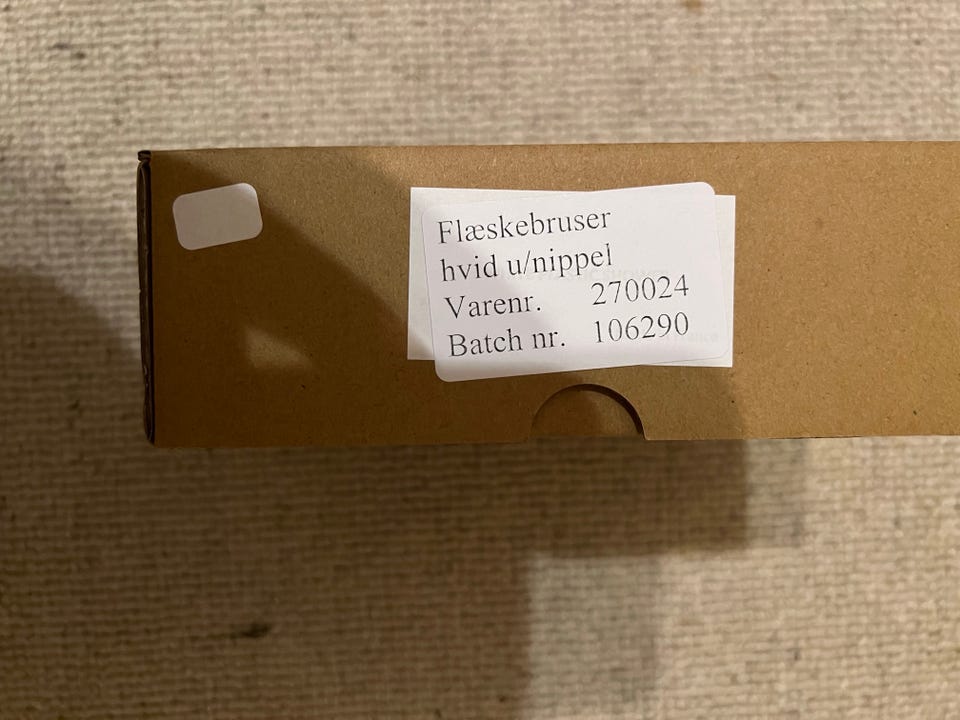 Flæskebruser
hvid u/nippel
Varenr. 270024
Batch nr. 106290